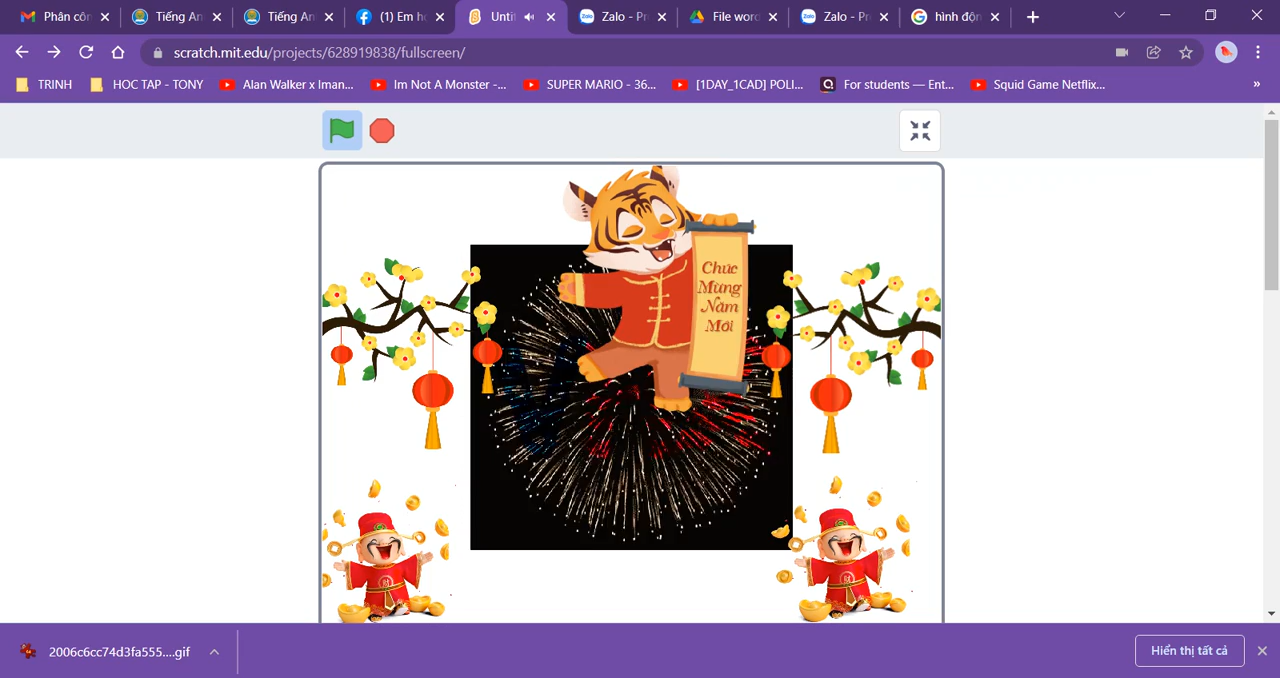 Phân côn
Tiếng An
Tiếng An
(1) Em h
Unti
Zalo - Pr
File word
Zalo - Pr
hình độn
scratch.mit.edu/projects/628919838/fullscreen/
TRINH
HOC TAP - TONY
Alan Walker x Iman...
Im Not A Monster -...
SUPER MARIO - 36...
[1DAY_1CAD] POLI...
For students — Ent...
Squid Game Netflix...
»
Chúc
Mừng
Năm
Mới
2006c6cc74d3fa555....gif
Hiển thị tất cả